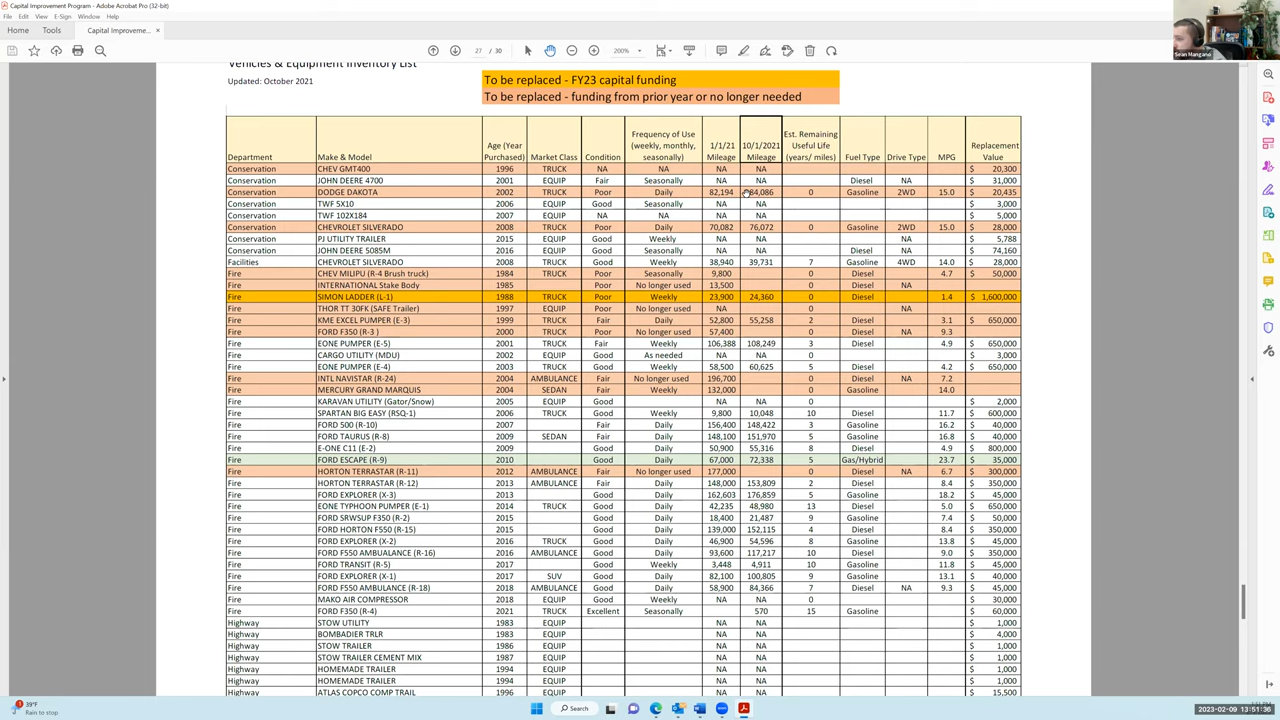 Capital Improvement Program - Adobe Acrobat Pro (32-bit)
File Edit View E-Sign Window Help
Home Tools Capital Improveme... ×
27 / 30 200%
Sean Mangano
Vehicles & Equipment Inventory List
Updated: October 2021
To be replaced - FY23 capital funding
To be replaced - funding from prior year or no longer needed
Department Make & Model Age (Year Purchased) Market Class Condition Frequency of Use (weekly, monthly, seasonally) 1/1/21 Mileage 10/1/2021 Mileage Est. Remaining Useful Life (years/ miles) Fuel Type Drive Type MPG Replacement Value
Conservation CHEV GMT400 1996 TRUCK NA NA NA NA $ 20,300
Conservation JOHN DEERE 4700 2001 EQUIP Fair Seasonally NA NA Diesel NA $ 31,000
Conservation DODGE DAKOTA 2002 TRUCK Poor Daily 82,194 84,086 0 Gasoline 2WD 15.0 $ 20,435
Conservation TWF 5X10 2006 EQUIP Good Seasonally NA NA $ 3,000
Conservation TWF 102X184 2007 EQUIP NA NA NA NA $ 5,000
Conservation CHEVROLET SILVERADO 2008 TRUCK Poor Daily 70,082 76,072 0 Gasoline 2WD 15.0 $ 28,000
Conservation PJ UTILITY TRAILER 2015 EQUIP Good Weekly NA NA NA $ 5,788
Conservation JOHN DEERE 5085M 2016 EQUIP Good Seasonally NA NA Diesel NA $ 74,160
Facilities CHEVROLET SILVERADO 2008 TRUCK Good Weekly 38,940 39,731 7 Gasoline 4WD 14.0 $ 28,000
Fire CHEV MILIPU (R-4 Brush truck) 1984 TRUCK Poor Seasonally 9,800 0 Diesel 4.7 $ 50,000
Fire INTERNATIONAL Stake Body 1985 Poor No longer used 13,500 0 Diesel NA
Fire SIMON LADDER (L-1) 1988 TRUCK Poor Weekly 23,900 24,360 0 Diesel 1.4 $ 1,600,000
Fire THOR TT 30FK (SAFE Trailer) 1997 EQUIP Poor No longer used NA 0 NA
Fire KME EXCEL PUMPER (E-3) 1999 TRUCK Fair Weekly 52,800 55,258 2 Diesel 3.1 $ 650,000
Fire FORD F350 (R-3 ) 2000 TRUCK Poor No longer used 57,400 0 Diesel NA 9.3
Fire EONE PUMPER (E-5) 2001 TRUCK Fair Weekly 106,388 108,249 3 Diesel 4.9 $ 650,000
Fire CARGO UTILITY (MDU) 2002 EQUIP Good As needed NA NA 0 $ 3,000
Fire EONE PUMPER (E-4) 2003 TRUCK Good Weekly 58,500 60,625 5 Diesel 4.2 $ 650,000
Fire INTL NAVISTAR (R-24) 2004 AMBULANCE Fair No longer used 196,700 0 Diesel NA 7.2
Fire MERCURY GRAND MARQUIS 2004 SEDAN Fair Weekly 132,000 0 Diesel 14.0
Fire KARAVAN UTILITY (Gator/Snow) 2005 EQUIP Good NA NA 0 $ 2,000
Fire SPARTAN BIG EASY (RSQ-1) 2006 TRUCK Good Weekly 9,800 10,048 10 Diesel 11.7 $ 600,000
Fire FORD 500 (R-10) 2007 Fair Daily 156,400 148,422 3 Gasoline 16.2 $ 40,000
Fire FORD TAURUS (R-8) 2009 SEDAN Fair Daily 148,100 151,970 5 Gasoline 16.8 $ 40,000
Fire E-ONE C11 (E-2) 2009 Good Daily 50,900 55,316 8 Diesel 4.9 $ 800,000
Fire FORD ESCAPE (R-9) 2010 Good Daily 67,000 72,338 5 Gas/Hybrid 23.7 $ 35,000
Fire HORTON TERRASTAR (R-11) 2012 AMBULANCE Fair No longer used 177,000 0 Diesel NA 6.7 $ 300,000
Fire HORTON TERRASTAR (R-12) 2013 AMBULANCE Fair Daily 148,000 153,809 2 Diesel 8.4 $ 350,000
Fire FORD EXPLORER (X-3) 2013 Good Daily 162,603 176,859 5 Gasoline 18.2 $ 45,000
Fire EONE TYPHOON PUMPER (E-1) 2014 TRUCK Good Daily 42,235 48,980 13 Diesel 5.0 $ 650,000
Fire FORD SRWSUP F350 (R-2) 2015 Good Daily 18,400 21,487 9 Diesel 7.4 $ 50,000
Fire FORD HORTON F550 (R-15) 2015 Good Daily 139,000 152,115 4 Diesel 8.4 $ 350,000
Fire FORD EXPLORER (X-2) 2016 TRUCK Good Daily 46,900 54,596 8 Gasoline 13.8 $ 45,000
Fire FORD F550 AMBUALANCE (R-16) 2016 AMBULANCE Good Daily 93,600 117,217 10 Diesel 9.0 $ 350,000
Fire FORD TRANSIT (R-5) 2017 Good Weekly 3,448 4,911 10 Gasoline 11.8 $ 40,000
Fire FORD EXPLORER (X-1) 2017 SUV Good Daily 82,100 100,805 9 Gasoline 13.1 $ 40,000
Fire FORD F550 AMBULANCE (R-18) 2018 AMBULANCE Good Daily 58,900 84,366 7 Diesel NA 9.3 $ 350,000
Fire MAKO AIR COMPRESSOR 2018 EQUIP Good Weekly NA NA 0 $ 30,000
Fire FORD F350 (R-4) 2021 TRUCK Excellent Seasonally 570 15 Gasoline $ 60,000
Highway STOW UTILITY 1983 EQUIP NA NA $ 1,000
Highway BOMBADIER TRLR 1983 EQUIP NA NA $ 4,000
Highway STOW TRAILER 1986 EQUIP NA NA $ 1,000
Highway STOW TRAILER CEMENT MIX 1987 EQUIP NA NA $ 1,000
Highway HOMEMADE TRAILER 1994 EQUIP NA NA $ 1,000
Highway HOMEMADE TRAILER 1994 EQUIP NA NA $ 1,000
Highway ATLAS COPCO COMP TRAIL 1996 EQUIP NA NA $ 15,500
39°F
Rain to stop
Search
2023-02-09 13:51:36